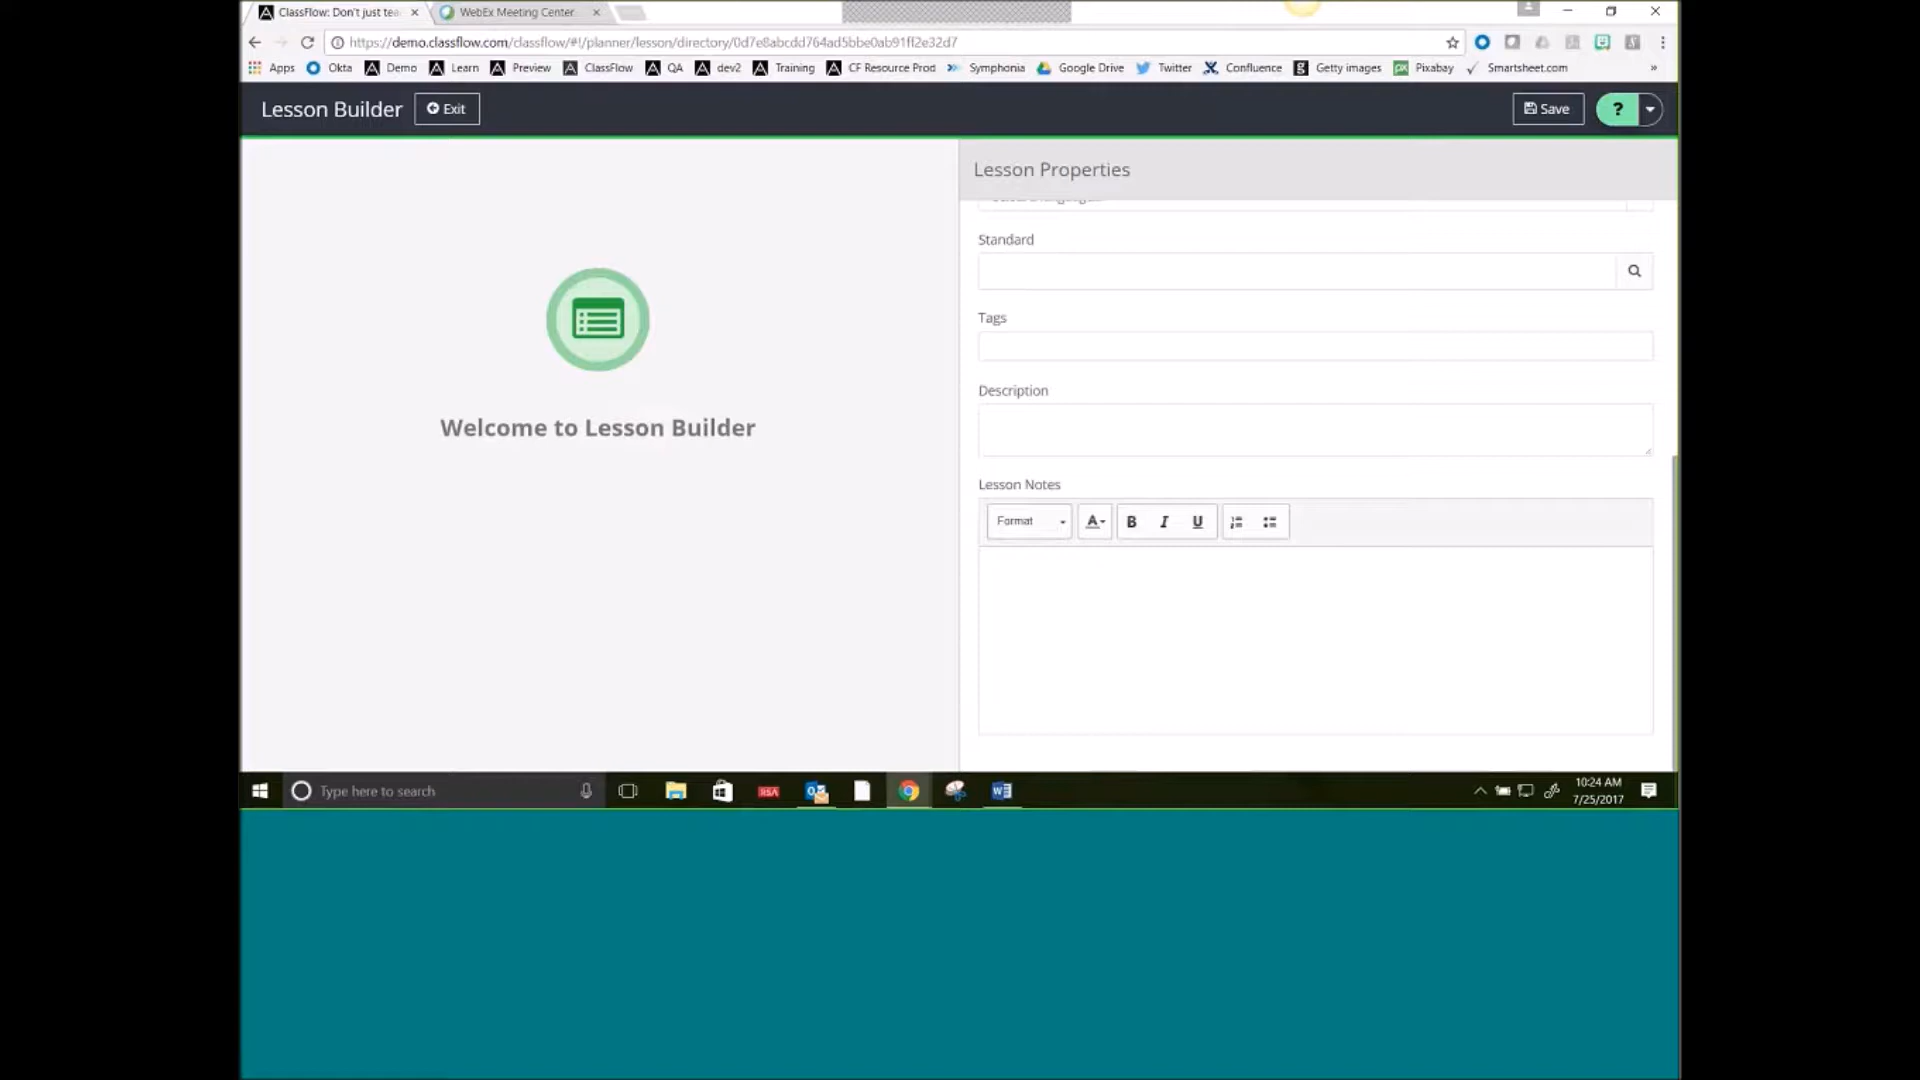 ClassFlow: Don't just tea
WebEx Meeting Center
https://demo.classflow.com/classflow/#!/planner/lesson/directory/0d7e8abcdd764ad5bbe0ab91ff2e32d7
Apps Okta Demo Learn Preview ClassFlow QA dev2 Training CF Resource Prod Symphonia Google Drive Twitter Confluence Getty images Pixabay Smartsheet.com »
Lesson Builder Exit Save ?
Lesson Properties
Standard
Tags
Description
Lesson Notes
Format A B I U
Welcome to Lesson Builder
Type here to search
RSA
10:24 AM
7/25/2017